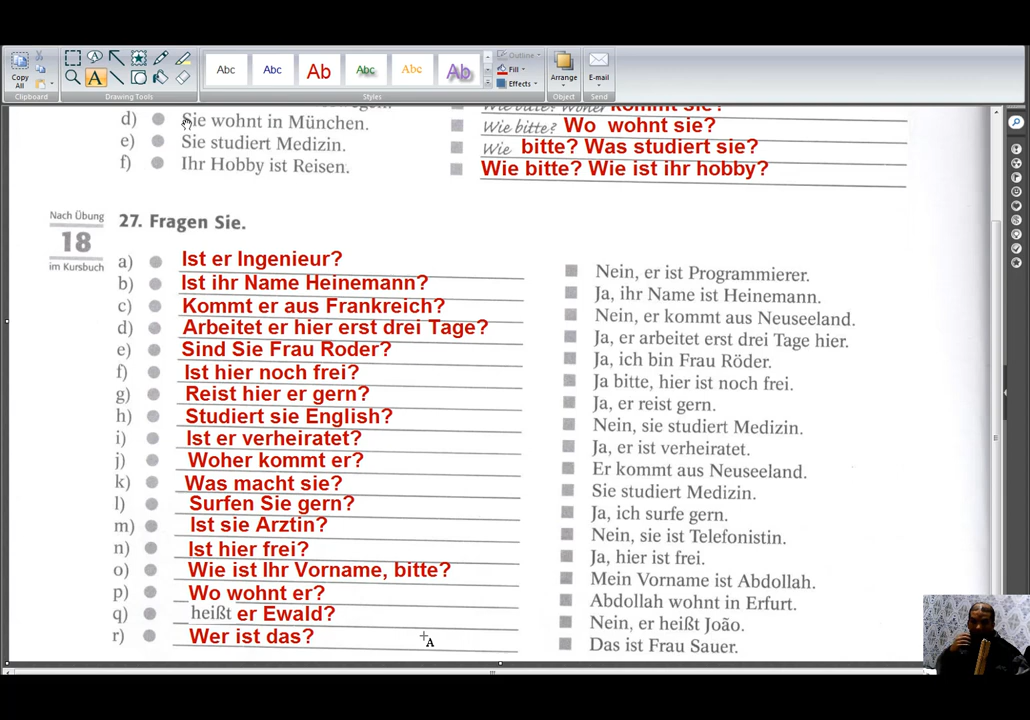 Outline
Copy All
Abc Abc Ab Abc Abc Ab
Fill
Effects
Arrange
E-mail
Clipboard
Drawing Tools
Styles
Object
Send
Wie bitte? Woher kommt sie?
d) Sie wohnt in München. Wie bitte? Wo wohnt sie?
e) Sie studiert Medizin. Wie bitte? Was studiert sie?
f) Ihr Hobby ist Reisen. Wie bitte? Wie ist ihr hobby?
Nach Übung
18
im Kursbuch
27. Fragen Sie.
a) Ist er Ingenieur? Nein, er ist Programmierer.
b) Ist ihr Name Heinemann? Ja, ihr Name ist Heinemann.
c) Kommt er aus Frankreich? Nein, er kommt aus Neuseeland.
d) Arbeitet er hier erst drei Tage? Ja, er arbeitet erst drei Tage hier.
e) Sind Sie Frau Roder? Ja, ich bin Frau Röder.
f) Ist hier noch frei? Ja bitte, hier ist noch frei.
g) Reist hier er gern? Ja, er reist gern.
h) Studiert sie English? Nein, sie studiert Medizin.
i) Ist er verheiratet? Ja, er ist verheiratet.
j) Woher kommt er? Er kommt aus Neuseeland.
k) Was macht sie? Sie studiert Medizin.
l) Surfen Sie gern? Ja, ich surfe gern.
m) Ist sie Arztin? Nein, sie ist Telefonistin.
n) Ist hier frei? Ja, hier ist frei.
o) Wie ist Ihr Vorname, bitte? Mein Vorname ist Abdollah.
p) Wo wohnt er? Abdollah wohnt in Erfurt.
q) heißt er Ewald? Nein, er heißt João.
r) Wer ist das? Das ist Frau Sauer.
A